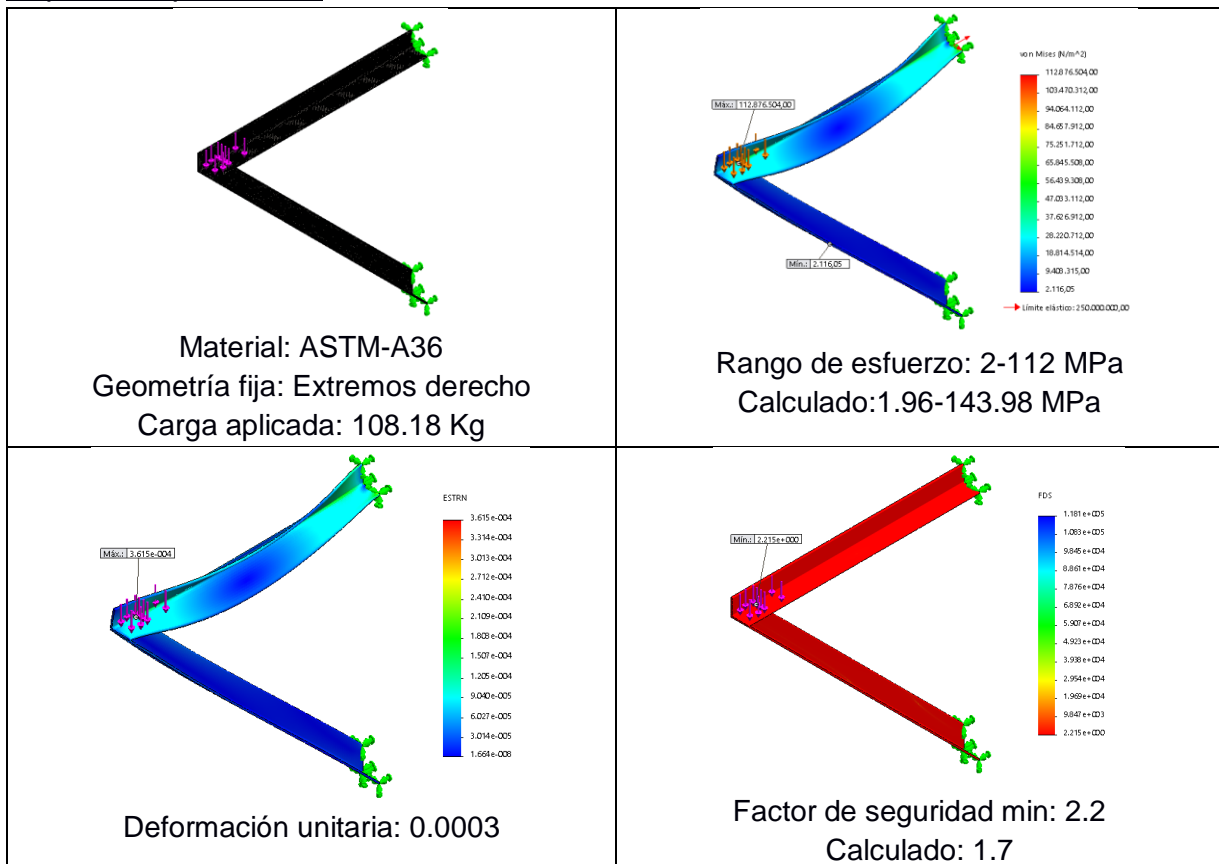 von Mises (N/m^2)
112.876.504,00
103.470.312,00
94.064.112,00
84.657.912,00
75.251.712,00
65.845.508,00
56.439.308,00
47.033.112,00
37.626.912,00
28.220.712,00
18.814.514,00
9.408.315,00
2.116,05
Límite elástico: 250.000.000,00
Máx.: 112.876.504,00
Mín.: 2.116,05
Material: ASTM-A36
Geometría fija: Extremos derecho
Carga aplicada: 108.18 Kg
Rango de esfuerzo: 2-112 MPa
Calculado:1.96-143.98 MPa
ESTRN
3.615e-004
3.314e-004
3.013e-004
2.712e-004
2.410e-004
2.109e-004
1.808e-004
1.507e-004
1.205e-004
9.040e-005
6.027e-005
3.014e-005
1.664e-008
Máx.: 3.615e-004
Deformación unitaria: 0.0003
FDS
1.181e+005
1.083e+005
9.845e+004
8.861e+004
7.876e+004
6.892e+004
5.907e+004
4.923e+004
3.938e+004
2.954e+004
1.969e+004
9.847e+003
2.215e+000
Mín.: 2.215e+000
Factor de seguridad min: 2.2
Calculado: 1.7